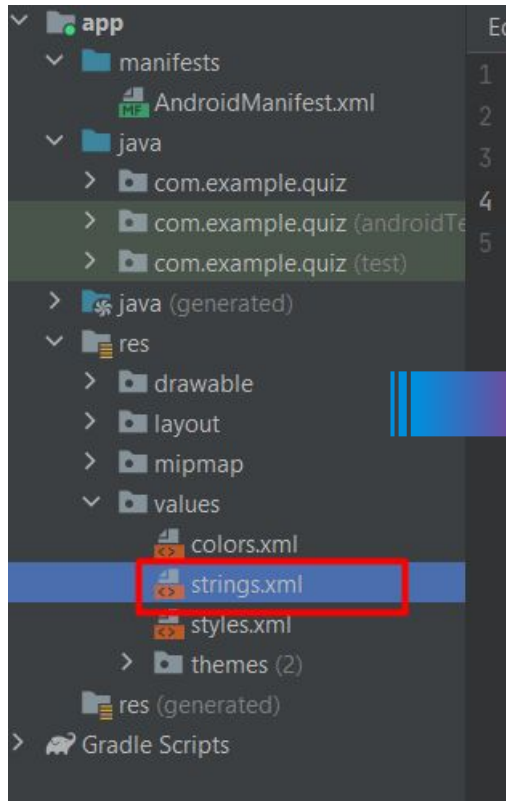 app
Ed
manifests
1
MF AndroidManifest.xml
2
java
3
com.example.quiz
4
com.example.quiz (androidTe
5
com.example.quiz (test)
java (generated)
res
drawable
layout
mipmap
values
colors.xml
strings.xml
styles.xml
themes (2)
res (generated)
Gradle Scripts